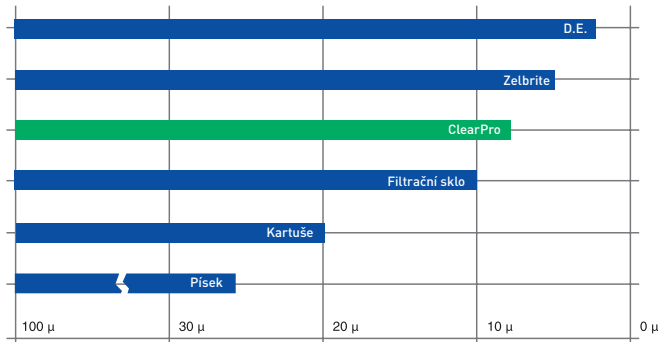 D.E.
Zelbrite
ClearPro
Filtrační sklo
Kartuše
Písek
100 μ 30 μ 20 μ 10 μ 0 μ